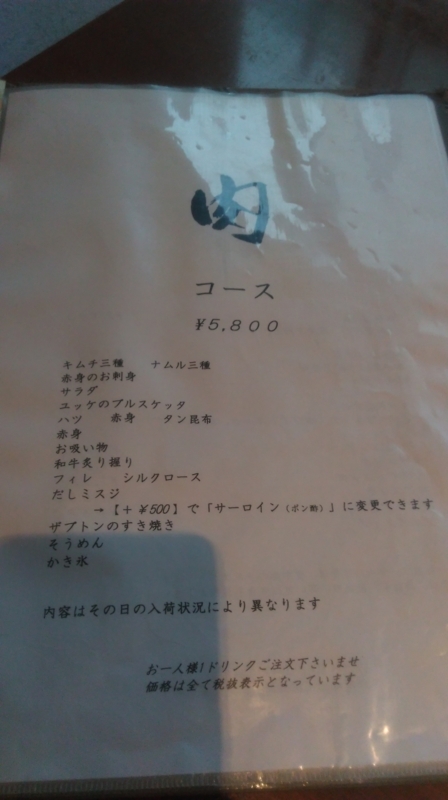 肉
コース
¥5,800
キムチ三種　ナムル三種
赤身のお刺身
サラダ
ユッケのブルスケッタ
ハツ　赤身　タン昆布
赤身
お吸い物
和牛炙り握り
フィレ　シルクロース
だしミスジ
→【＋¥500】で「サーロイン（ポン酢）」に変更できます
ザブトンのすき焼き
そうめん
かき氷
内容はその日の入荷状況により異なります
お一人様1ドリンクご注文下さいませ
価格は全て税抜表示となっています